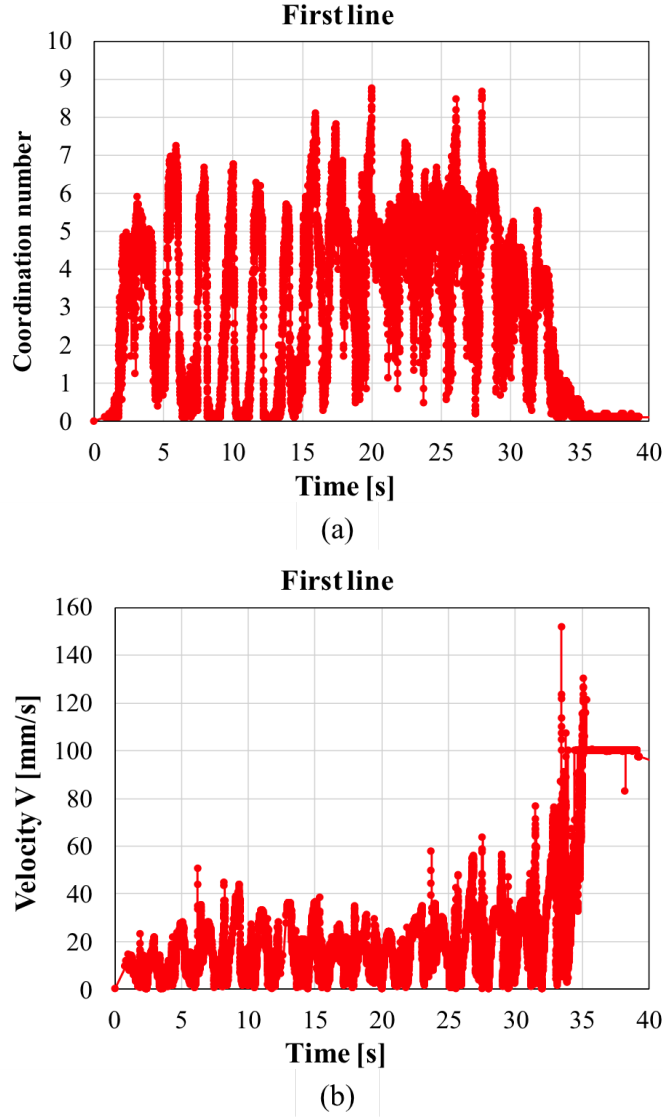 First line
10
9
8
7
6
5
4
3
2
1
0
Coordination number
0 5 10 15 20 25 30 35 40
Time [s]
(a)
First line
160
140
120
100
80
60
40
20
0
Velocity V [mm/s]
0 5 10 15 20 25 30 35 40
Time [s]
(b)